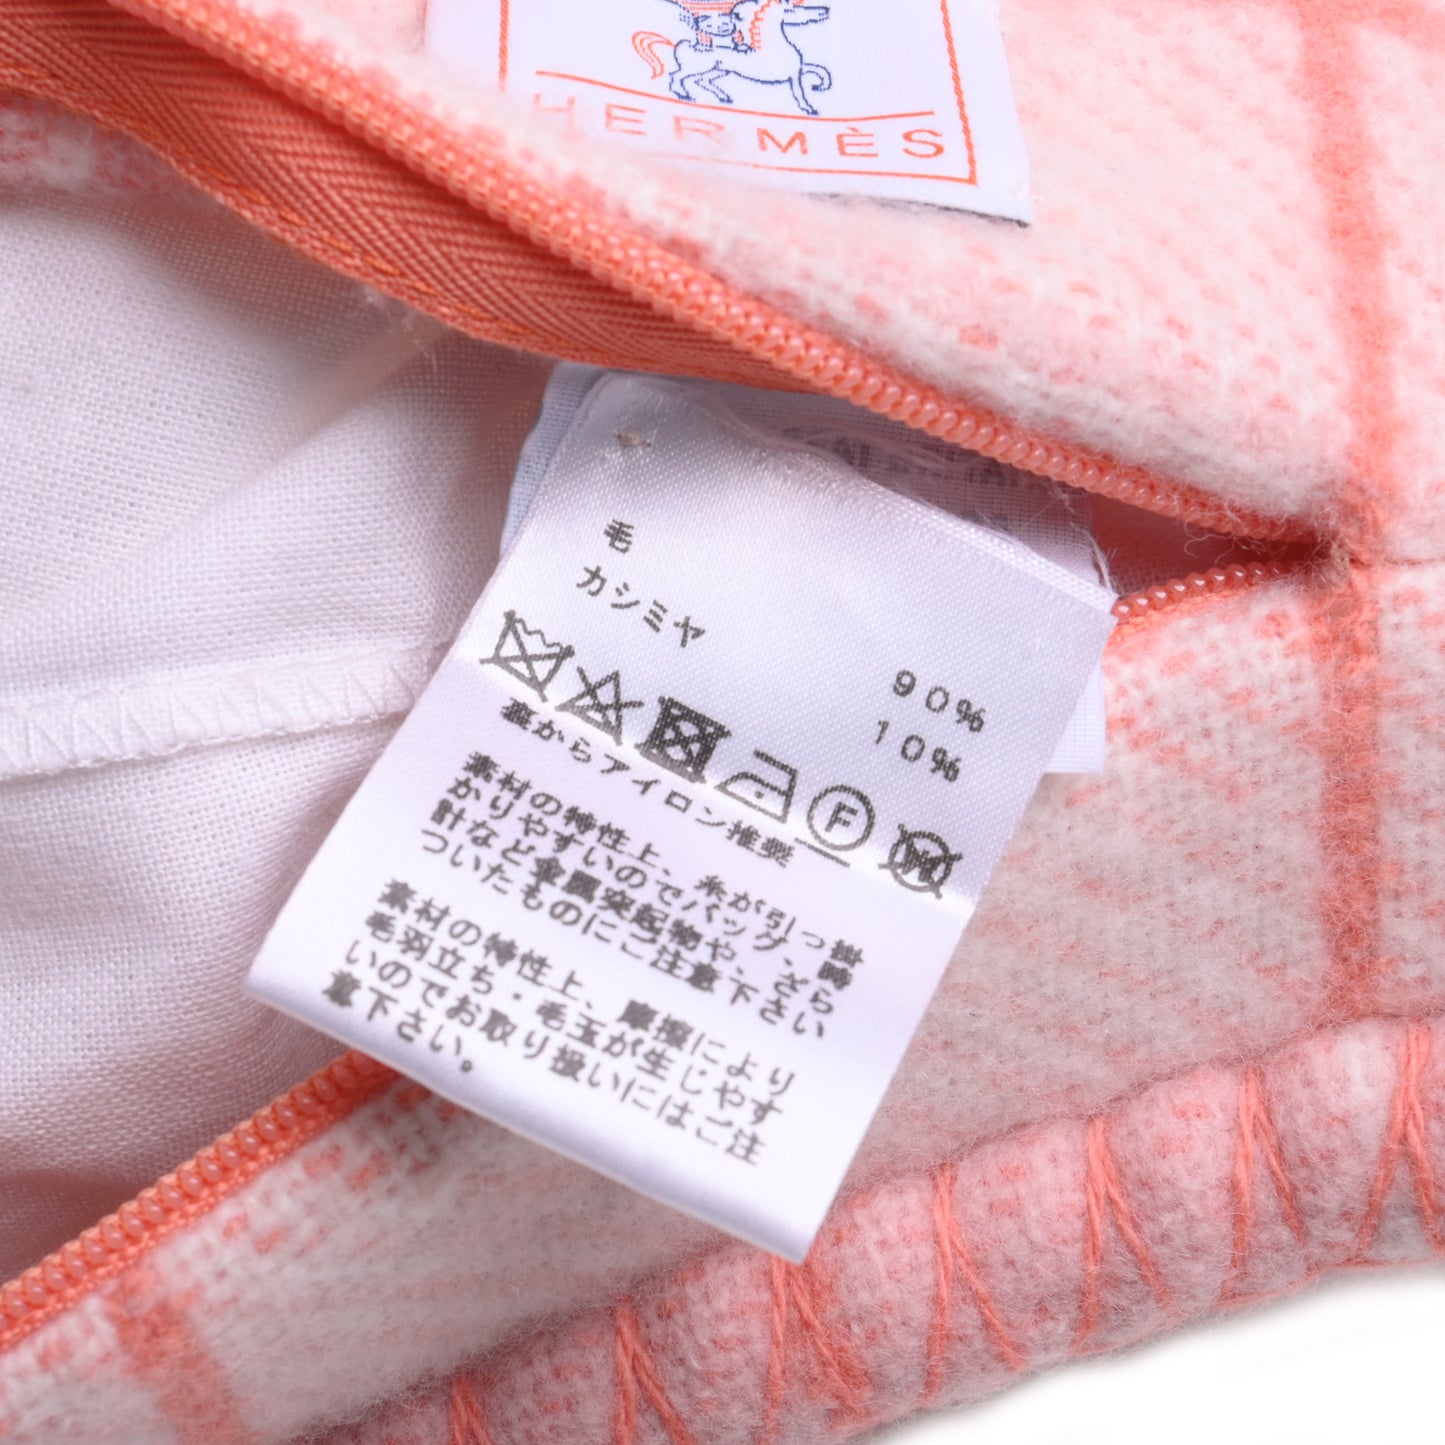 HERMÈS
毛 90%
カシミヤ 10%
F
裏からアイロン推奨
素材の特性上、糸が引っ掛
かりやすいのでバッグ、時
計など金属突起物や、ざら
ついたものにご注意下さい
素材の特性上、摩擦により
毛羽立ち・毛玉が生じやす
いのでお取り扱いにはご注
意下さい。